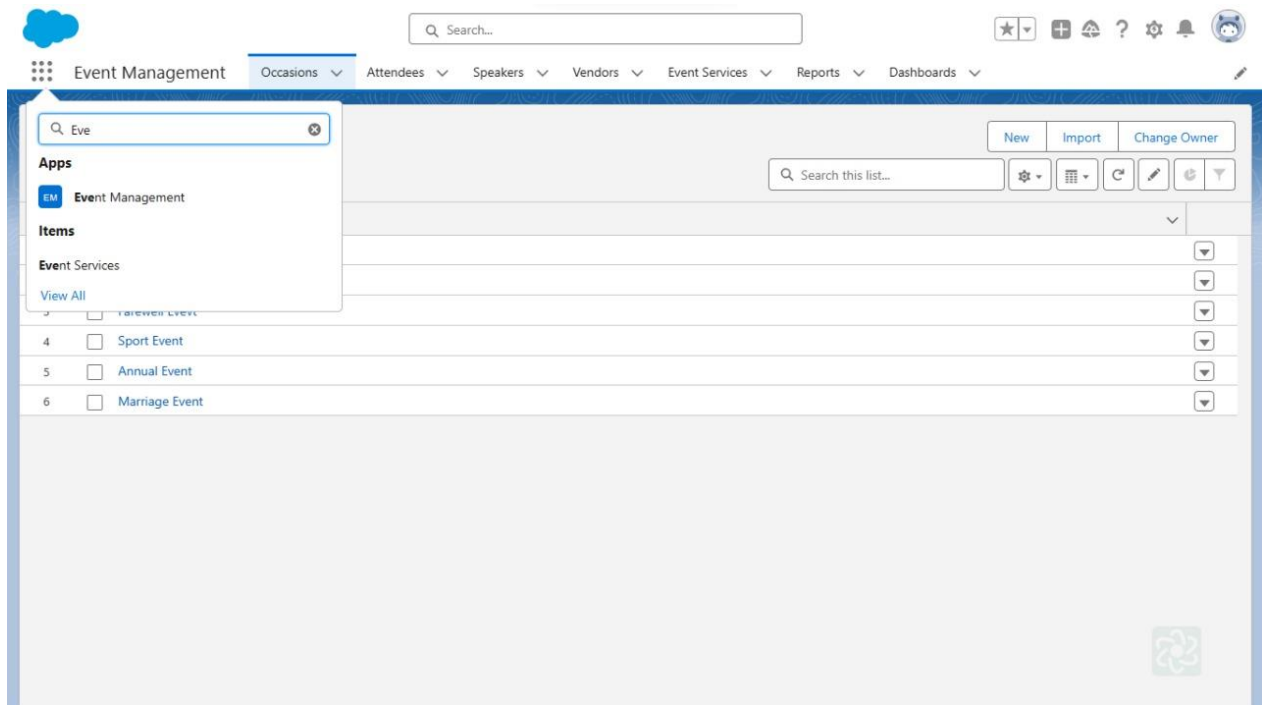 Search...
Event Management Occasions Attendees Speakers Vendors Event Services Reports Dashboards
Eve
New Import Change Owner
Apps
Search this list...
EM Event Management
Items
Event Services
View All
4 Sport Event
5 Annual Event
6 Marriage Event